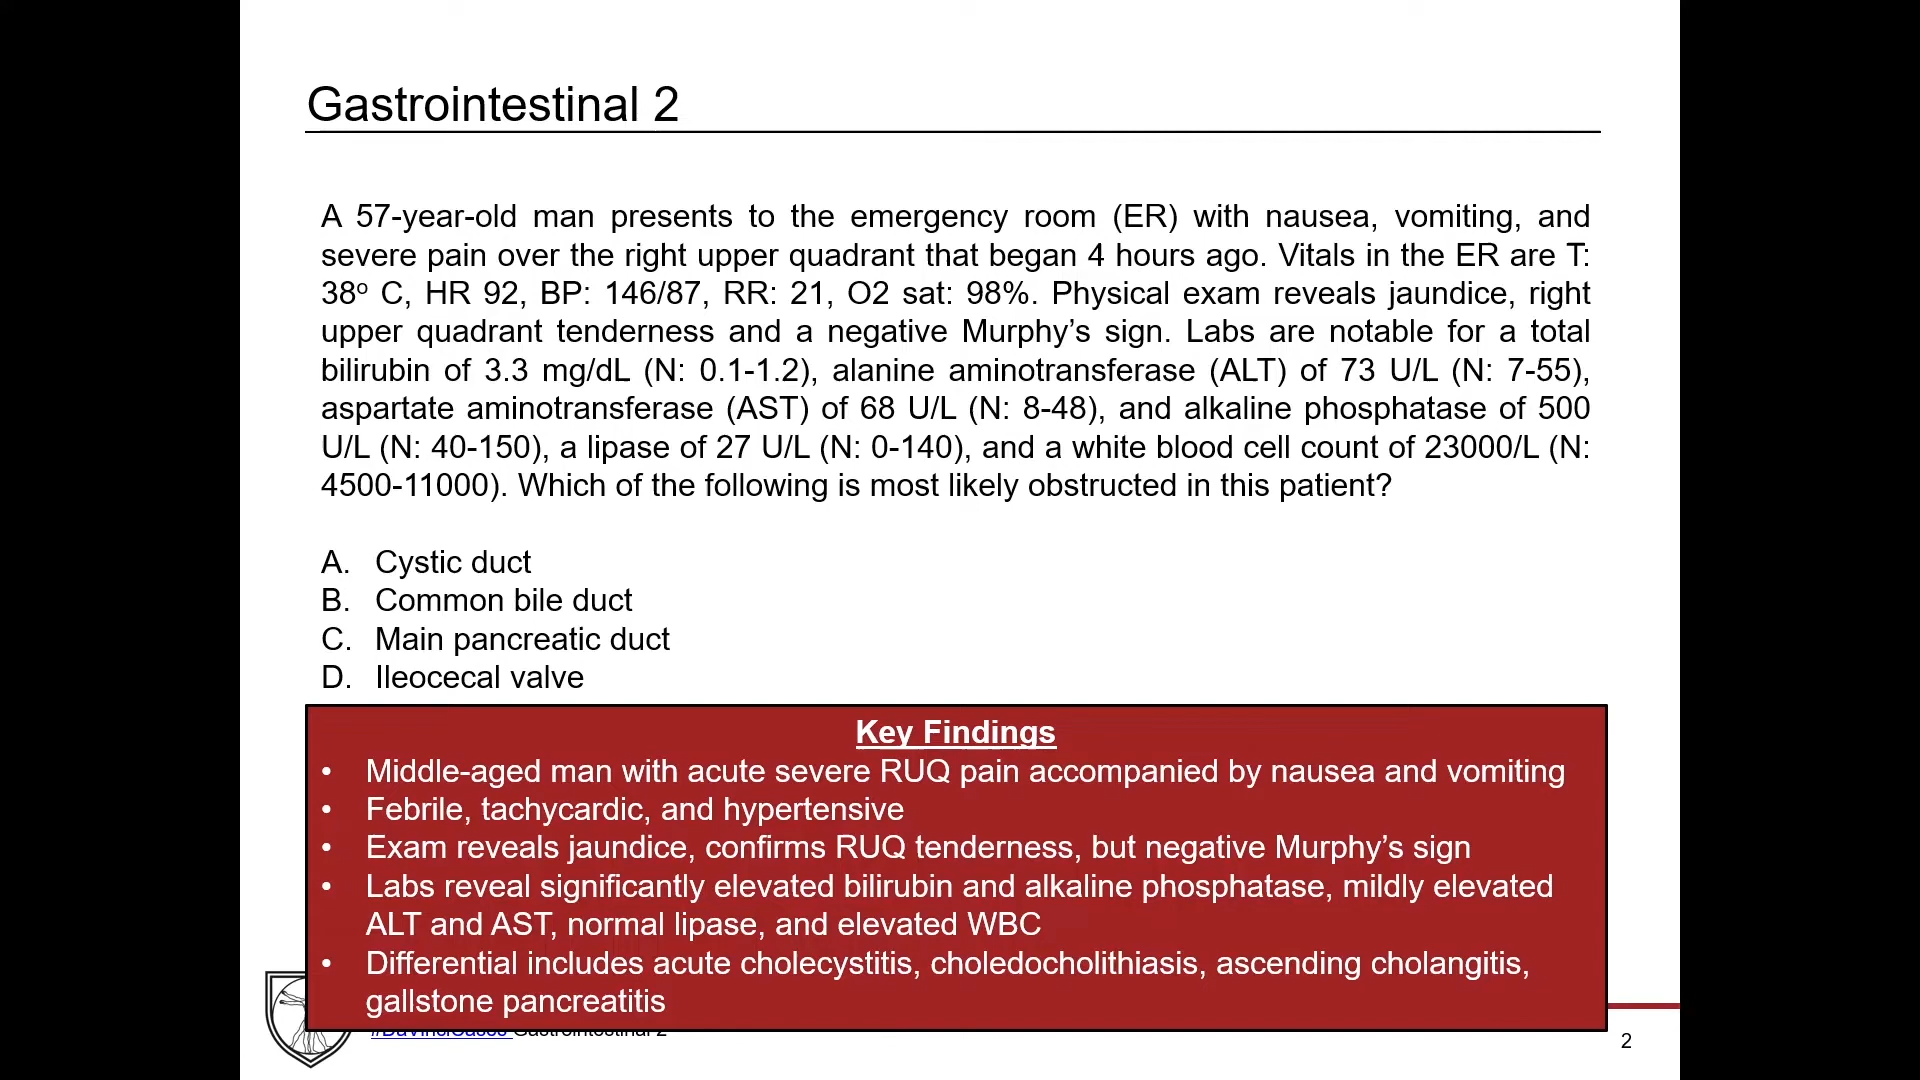 Gastrointestinal 2
A 57-year-old man presents to the emergency room (ER) with nausea, vomiting, and
severe pain over the right upper quadrant that began 4 hours ago. Vitals in the ER are T:
38º C, HR 92, BP: 146/87, RR: 21, O2 sat: 98%. Physical exam reveals jaundice, right
upper quadrant tenderness and a negative Murphy’s sign. Labs are notable for a total
bilirubin of 3.3 mg/dL (N: 0.1-1.2), alanine aminotransferase (ALT) of 73 U/L (N: 7-55),
aspartate aminotransferase (AST) of 68 U/L (N: 8-48), and alkaline phosphatase of 500
U/L (N: 40-150), a lipase of 27 U/L (N: 0-140), and a white blood cell count of 23000/L (N:
4500-11000). Which of the following is most likely obstructed in this patient?
A. Cystic duct
B. Common bile duct
C. Main pancreatic duct
D. Ileocecal valve
Key Findings
• Middle-aged man with acute severe RUQ pain accompanied by nausea and vomiting
• Febrile, tachycardic, and hypertensive
• Exam reveals jaundice, confirms RUQ tenderness, but negative Murphy’s sign
• Labs reveal significantly elevated bilirubin and alkaline phosphatase, mildly elevated
ALT and AST, normal lipase, and elevated WBC
• Differential includes acute cholecystitis, choledocholithiasis, ascending cholangitis,
gallstone pancreatitis
#DaVinciCases Gastrointestinal 2
2